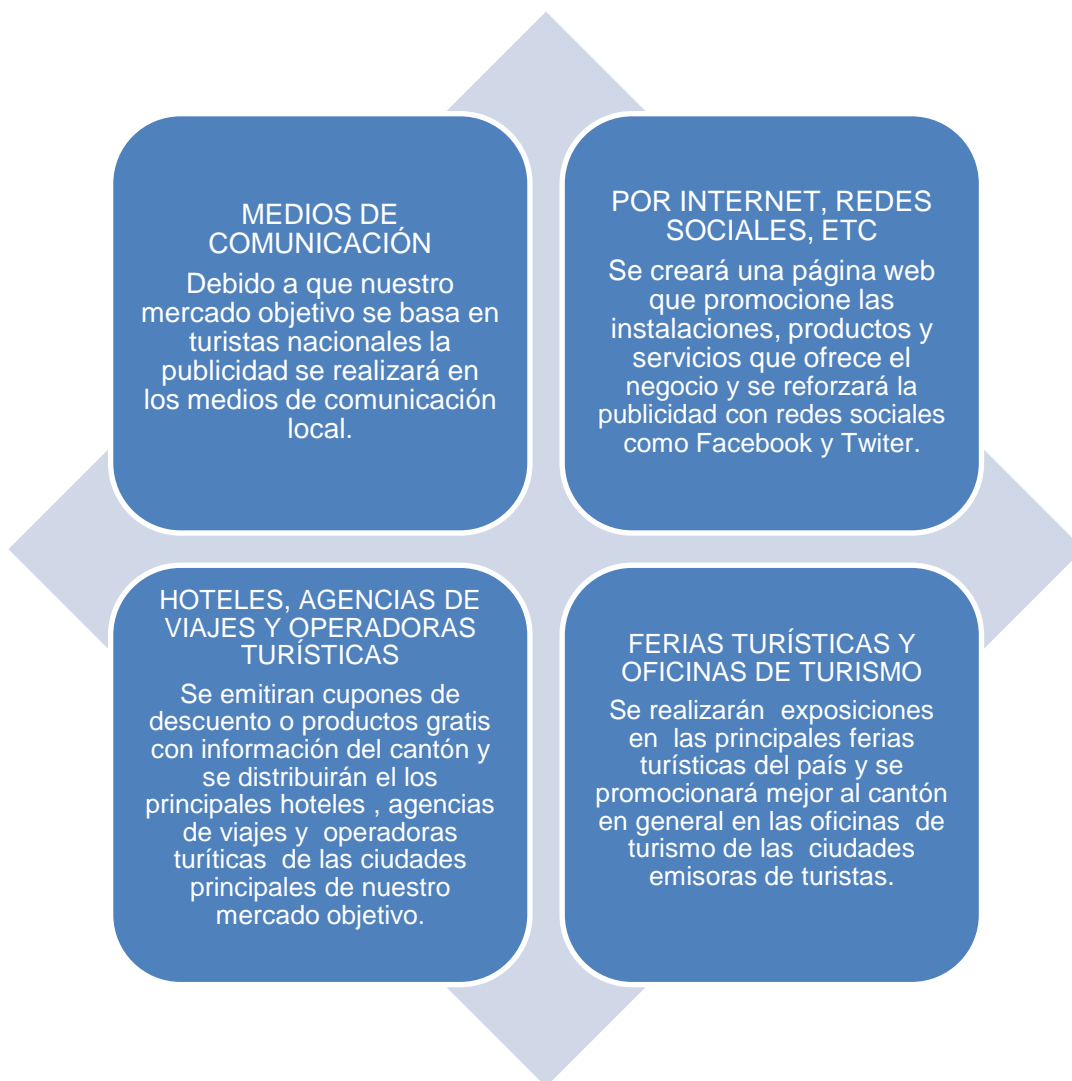 MEDIOS DE
COMUNICACIÓN
Debido a que nuestro
mercado objetivo se basa en
turistas nacionales la
publicidad se realizará en
los medios de comunicación
local.
POR INTERNET, REDES
SOCIALES, ETC
Se creará una página web
que promocione las
instalaciones, productos y
servicios que ofrece el
negocio y se reforzará la
publicidad con redes sociales
como Facebook y Twiter.
HOTELES, AGENCIAS DE
VIAJES Y OPERADORAS
TURÍSTICAS
Se emitiran cupones de
descuento o productos gratis
con información del cantón y
se distribuirán el los
principales hoteles , agencias
de viajes y  operadoras
turíticas  de las ciudades
principales de nuestro
mercado objetivo.
FERIAS TURÍSTICAS Y
OFICINAS DE TURISMO
Se realizarán  exposiciones
en  las principales ferias
turísticas del país y se
promocionará mejor al cantón
en general en las oficinas  de
turismo de las  ciudades
emisoras de turistas.